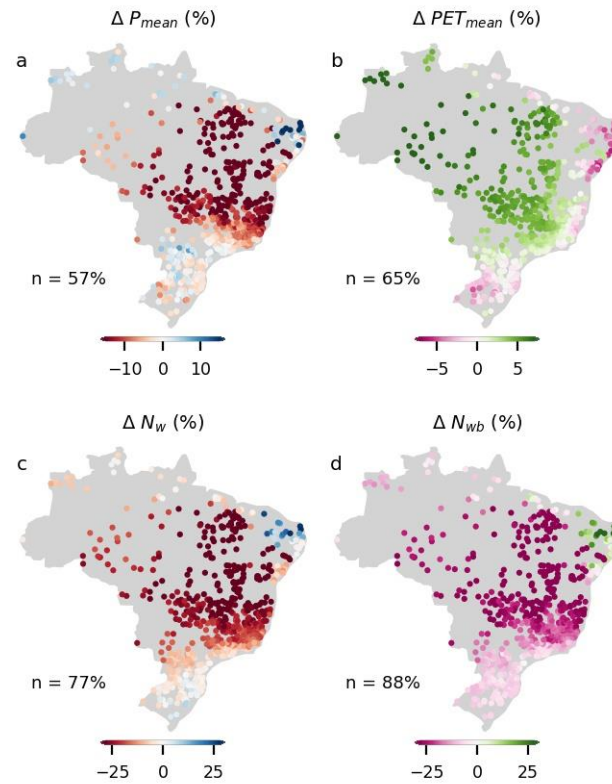 Δ P_mean (%)
Δ PET_mean (%)
a
b
n = 57%
n = 65%
−10 0 10
−5 0 5
Δ N_w (%)
Δ N_wb (%)
c
d
n = 77%
n = 88%
−25 0 25
−25 0 25